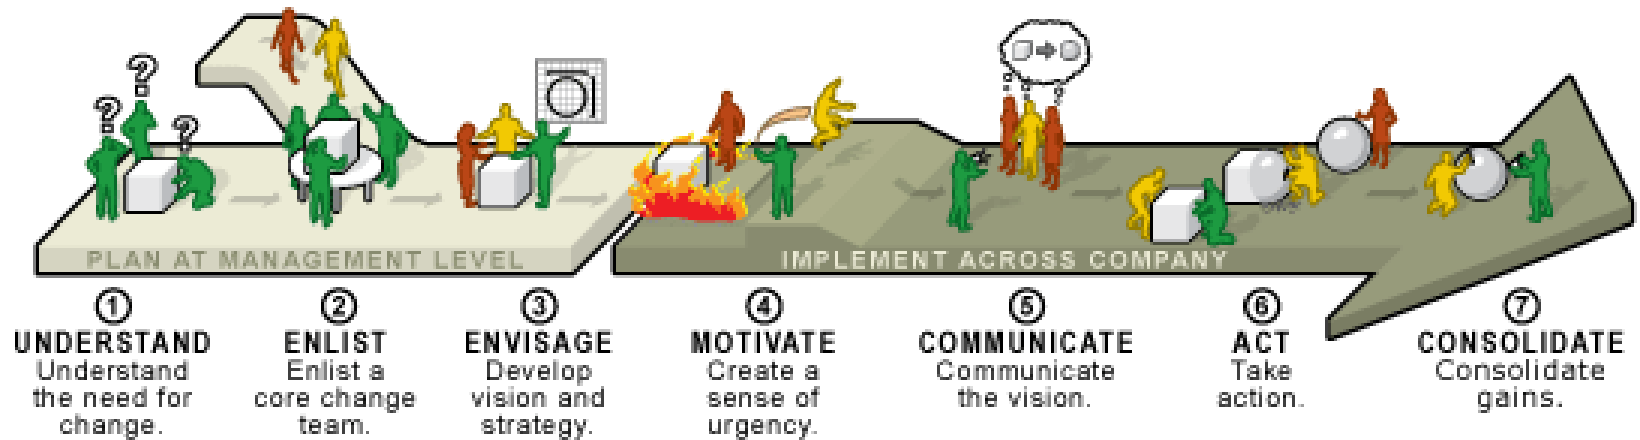 ? ? ?
PLAN AT MANAGEMENT LEVEL
IMPLEMENT ACROSS COMPANY
1
UNDERSTAND
Understand
the need for
change.
2
ENLIST
Enlist a
core change
team.
3
ENVISAGE
Develop
vision and
strategy.
4
MOTIVATE
Create a
sense of
urgency.
5
COMMUNICATE
Communicate
the vision.
6
ACT
Take
action.
7
CONSOLIDATE
Consolidate
gains.